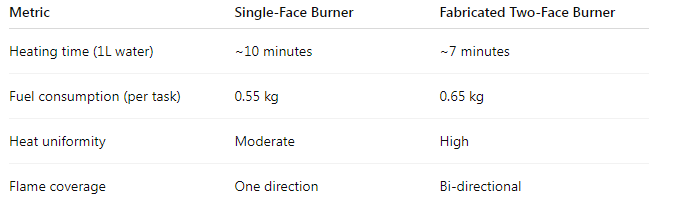 Metric Single-Face Burner Fabricated Two-Face Burner
Heating time (1L water) ~10 minutes ~7 minutes
Fuel consumption (per task) 0.55 kg 0.65 kg
Heat uniformity Moderate High
Flame coverage One direction Bi-directional